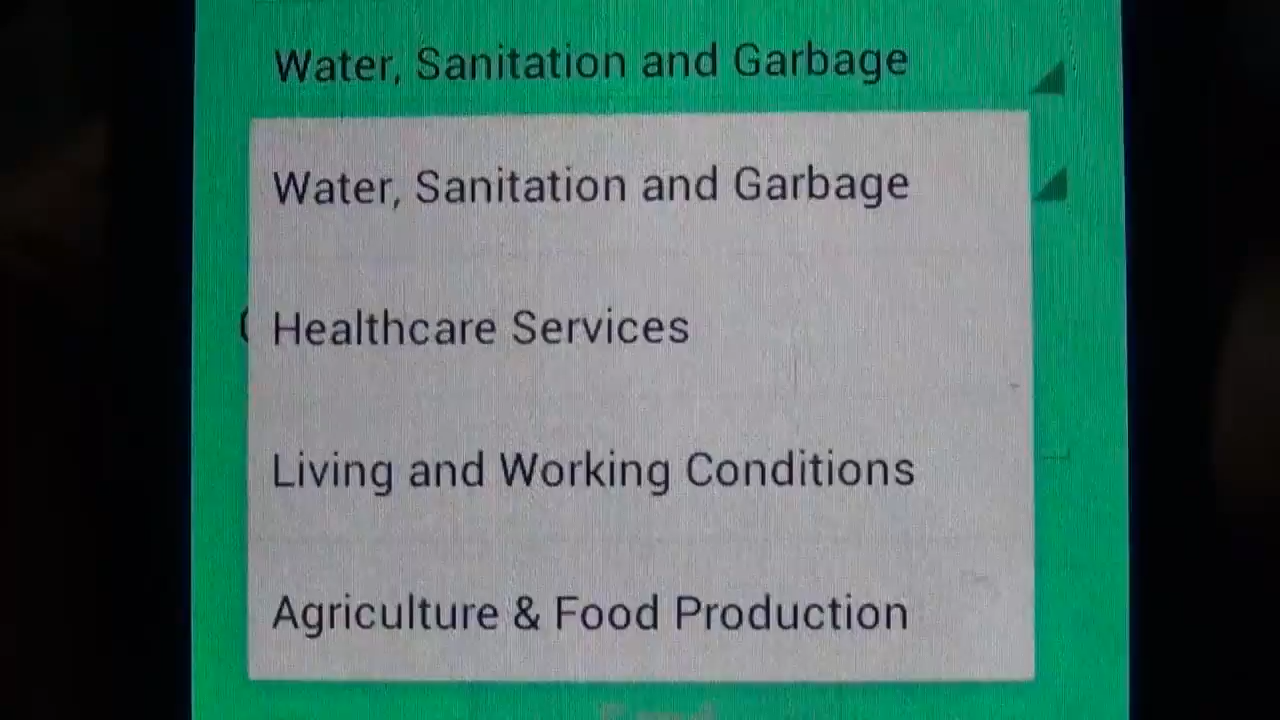 Water, Sanitation and Garbage
Water, Sanitation and Garbage
Healthcare Services
Living and Working Conditions
Agriculture & Food Production